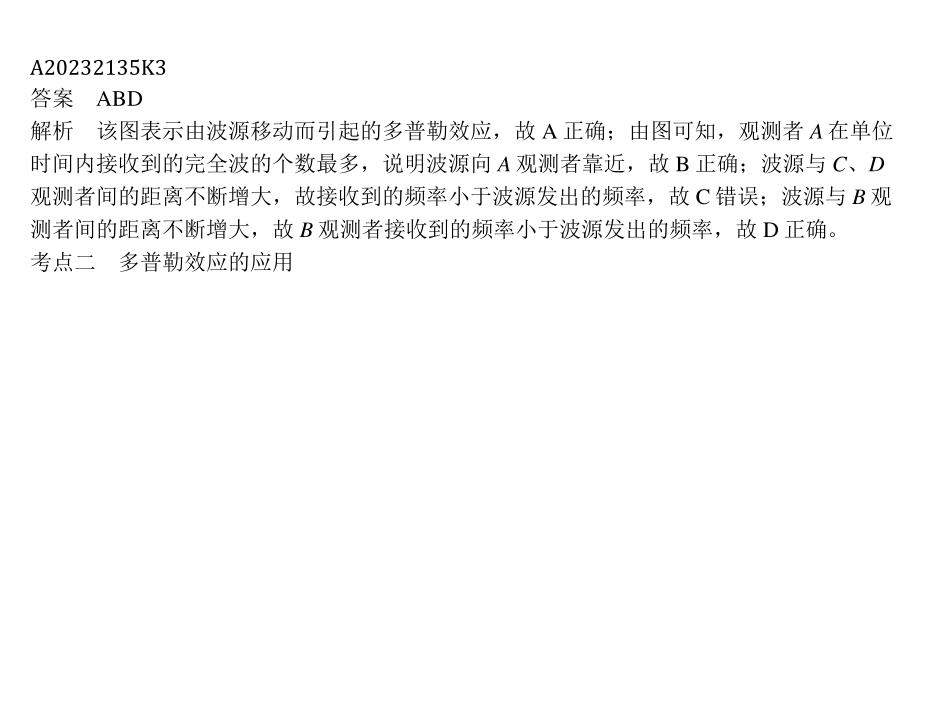 A20232135K3
答案　ABD
解析　该图表示由波源移动而引起的多普勒效应，故 A 正确；由图可知，观测者 A 在单位
时间内接收到的完全波的个数最多，说明波源向 A 观测者靠近，故 B 正确；波源与 C、D
观测者间的距离不断增大，故接收到的频率小于波源发出的频率，故 C 错误；波源与 B 观
测者间的距离不断增大，故 B 观测者接收到的频率小于波源发出的频率，故 D 正确。
考点二　多普勒效应的应用